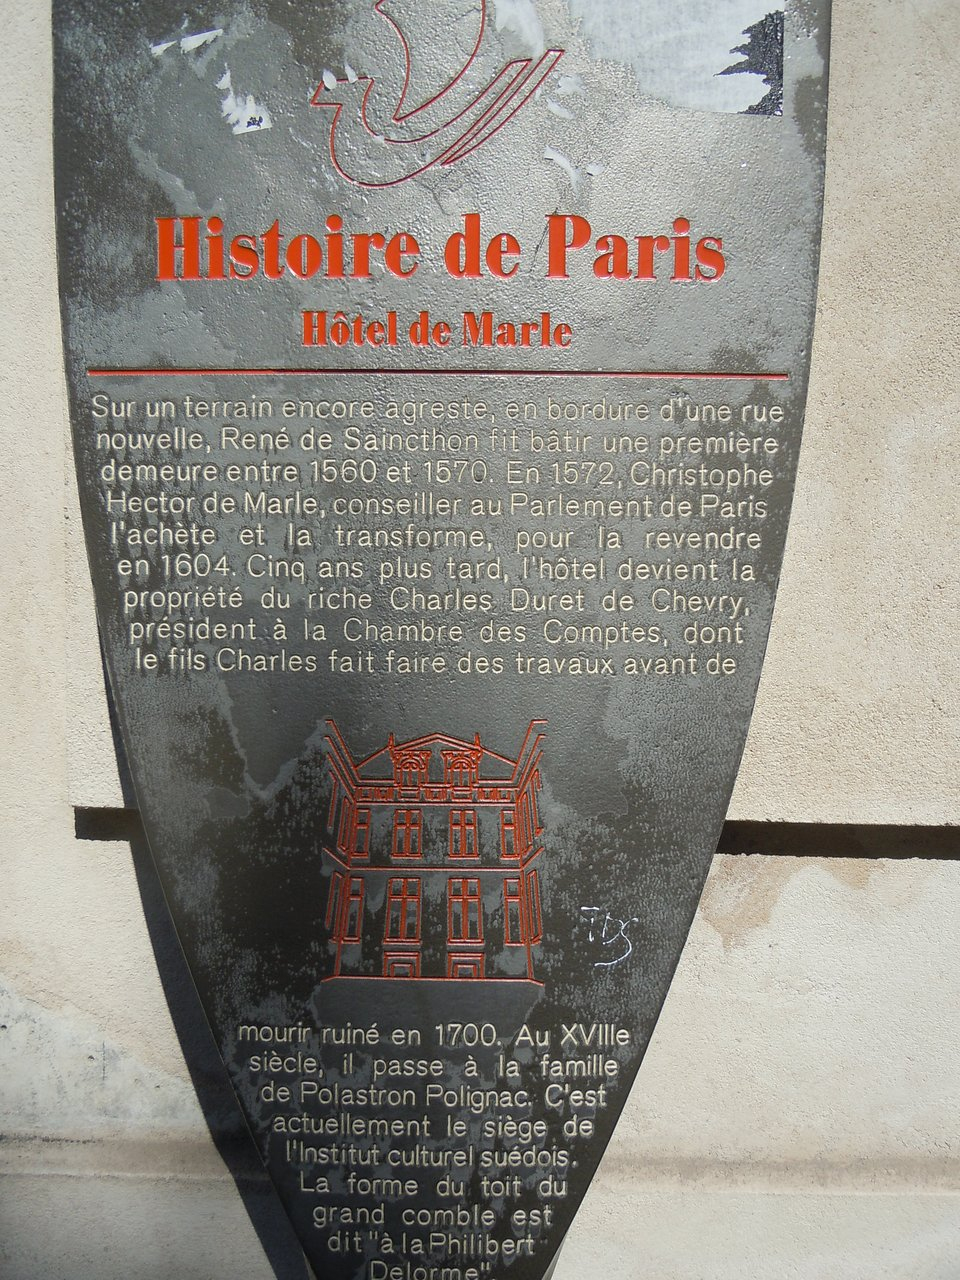 Histoire de Paris
Hôtel de Marle
Sur un terrain encore agreste, en bordure d"une rue
nouvelle, René de Saincthon fit bâtir une première
demeure entre 1560 et 1570. En 1572, Christophe
Hector de Marle, conseiller au Parlement de Paris
l'achète et la transforme, pour la revendre
en 1604. Cinq ans plus tard, l'hôtel devient la
propriété du riche Charles Duret de Chevry,
président à la Chambre des Comptes, dont
le fils Charles fait faire des travaux avant de
mourir ruiné en 1700. Au XVIIIe
siècle, il passe à la famille
de Polastron Polignac. C'est
actuellement le siège de
l'Institut culturel suédois.
La forme du toit du
grand comble est
dit "à la Philibert
Delorme".